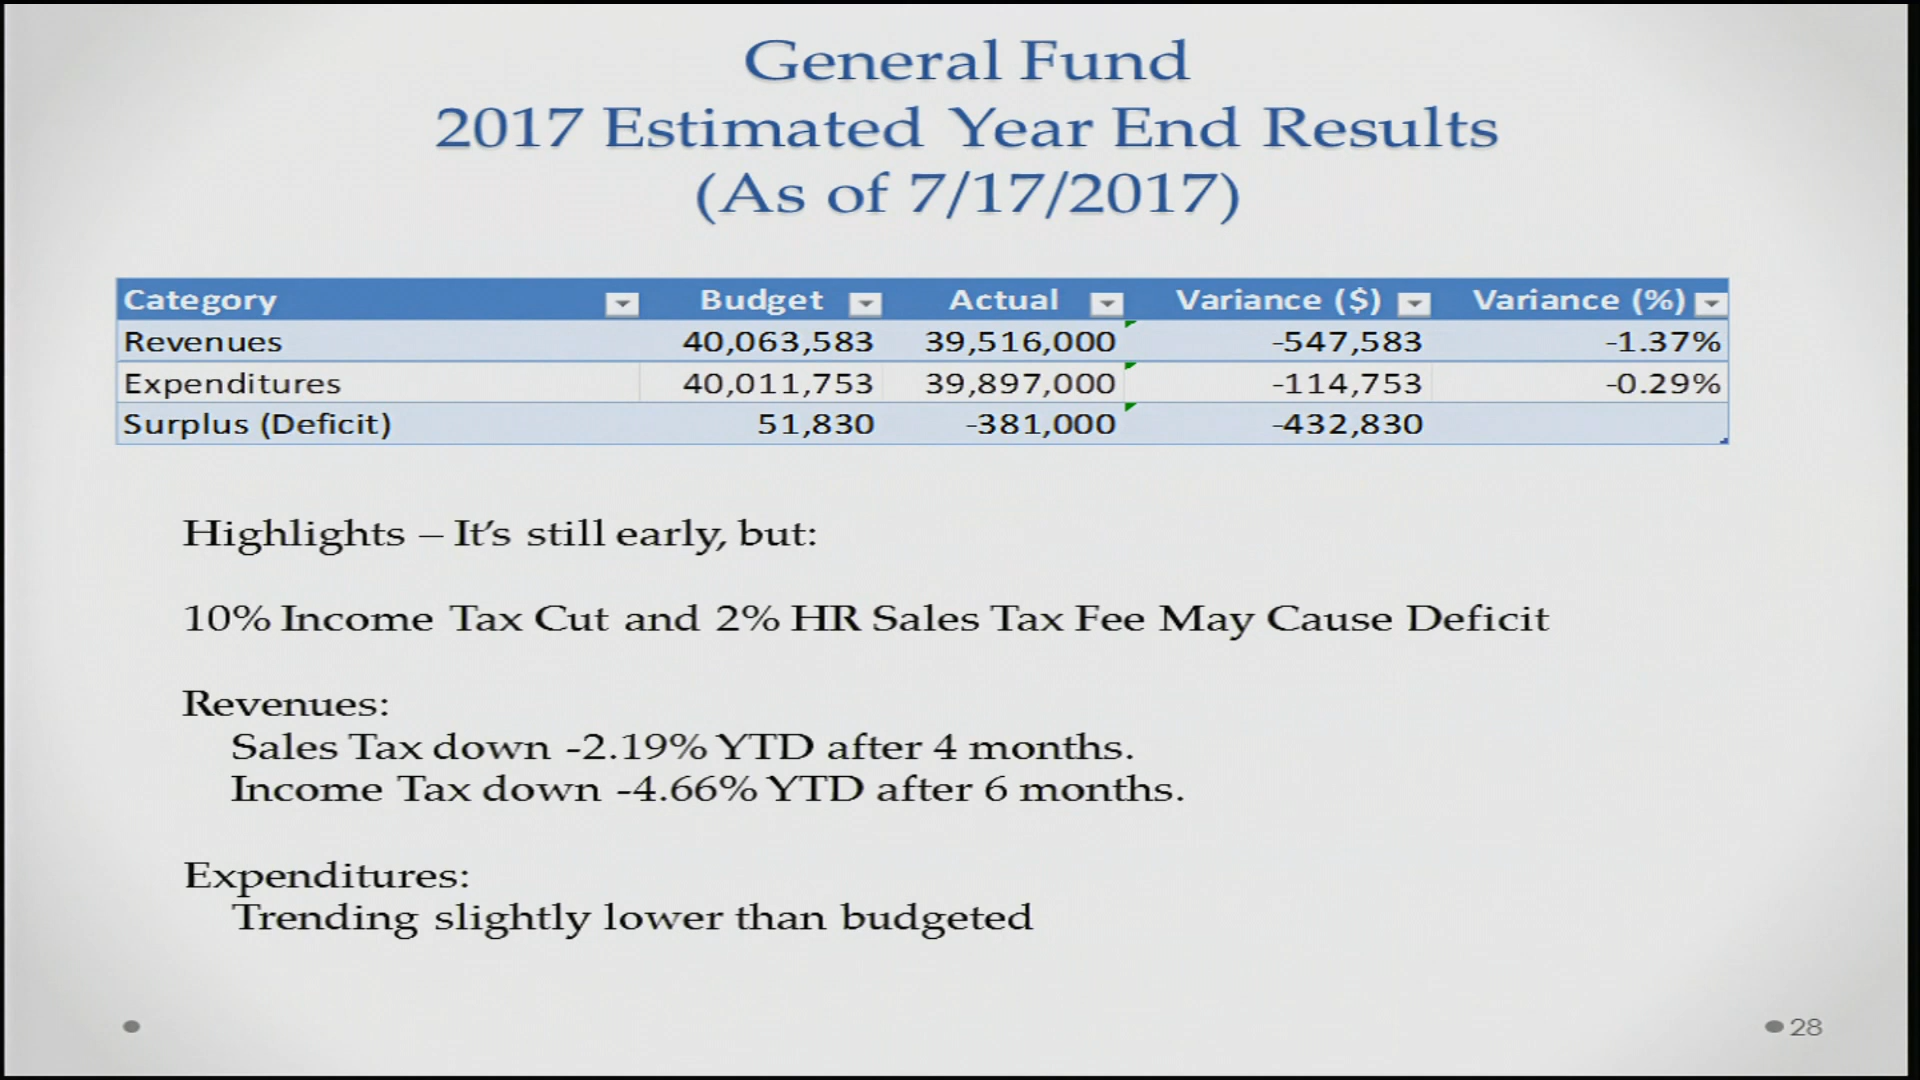 General Fund
2017 Estimated Year End Results
(As of 7/17/2017)
Category Budget Actual Variance ($) Variance (%)
Revenues 40,063,583 39,516,000 -547,583 -1.37%
Expenditures 40,011,753 39,897,000 -114,753 -0.29%
Surplus (Deficit) 51,830 -381,000 -432,830
Highlights – It's still early, but:
10% Income Tax Cut and 2% HR Sales Tax Fee May Cause Deficit
Revenues:
Sales Tax down -2.19% YTD after 4 months.
Income Tax down -4.66% YTD after 6 months.
Expenditures:
Trending slightly lower than budgeted
28